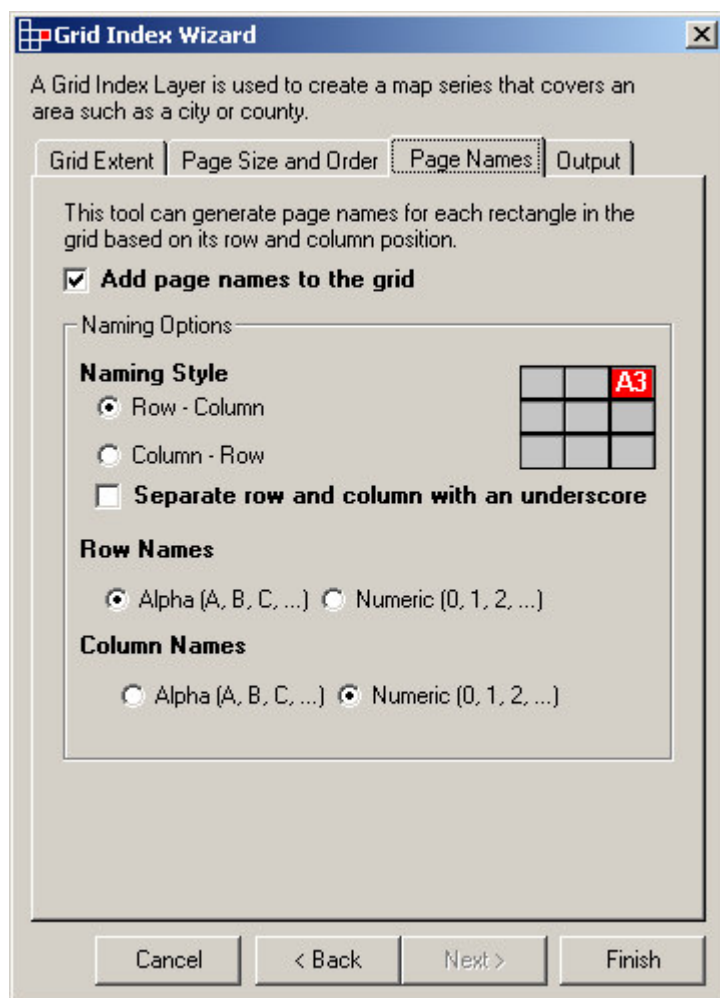 Grid Index Wizard
A Grid Index Layer is used to create a map series that covers an
area such as a city or county.
Grid Extent Page Size and Order Page Names Output
This tool can generate page names for each rectangle in the
grid based on its row and column position.
Add page names to the grid
Naming Options
Naming Style
A3
Row - Column
Column - Row
Separate row and column with an underscore
Row Names
Alpha (A, B, C, ...) Numeric (0, 1, 2, ...)
Column Names
Alpha (A, B, C, ...) Numeric (0, 1, 2, ...)
Cancel < Back Next > Finish